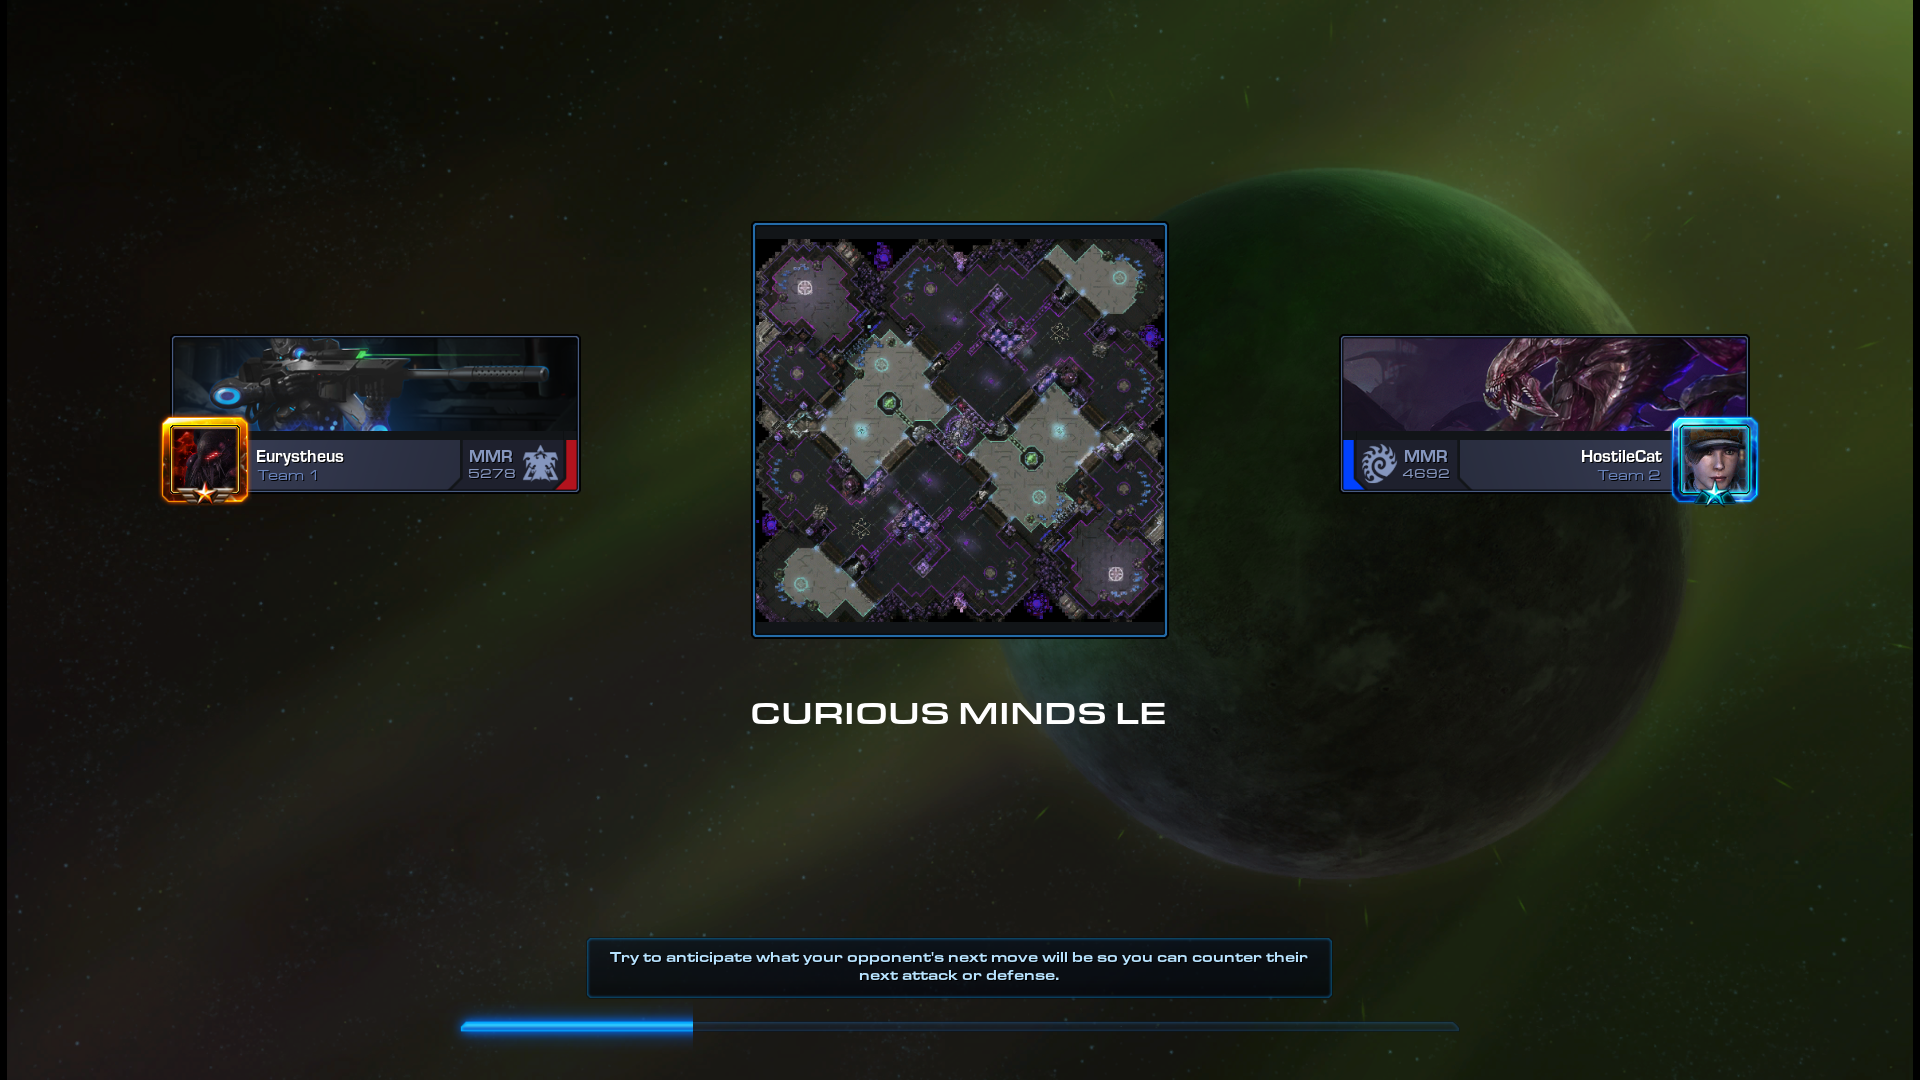 Eurystheus
Team 1
MMR
5278
MMR
4692
HostileCat
Team 2
CURIOUS MINDS LE
Try to anticipate what your opponent's next move will be so you can counter their
next attack or defense.